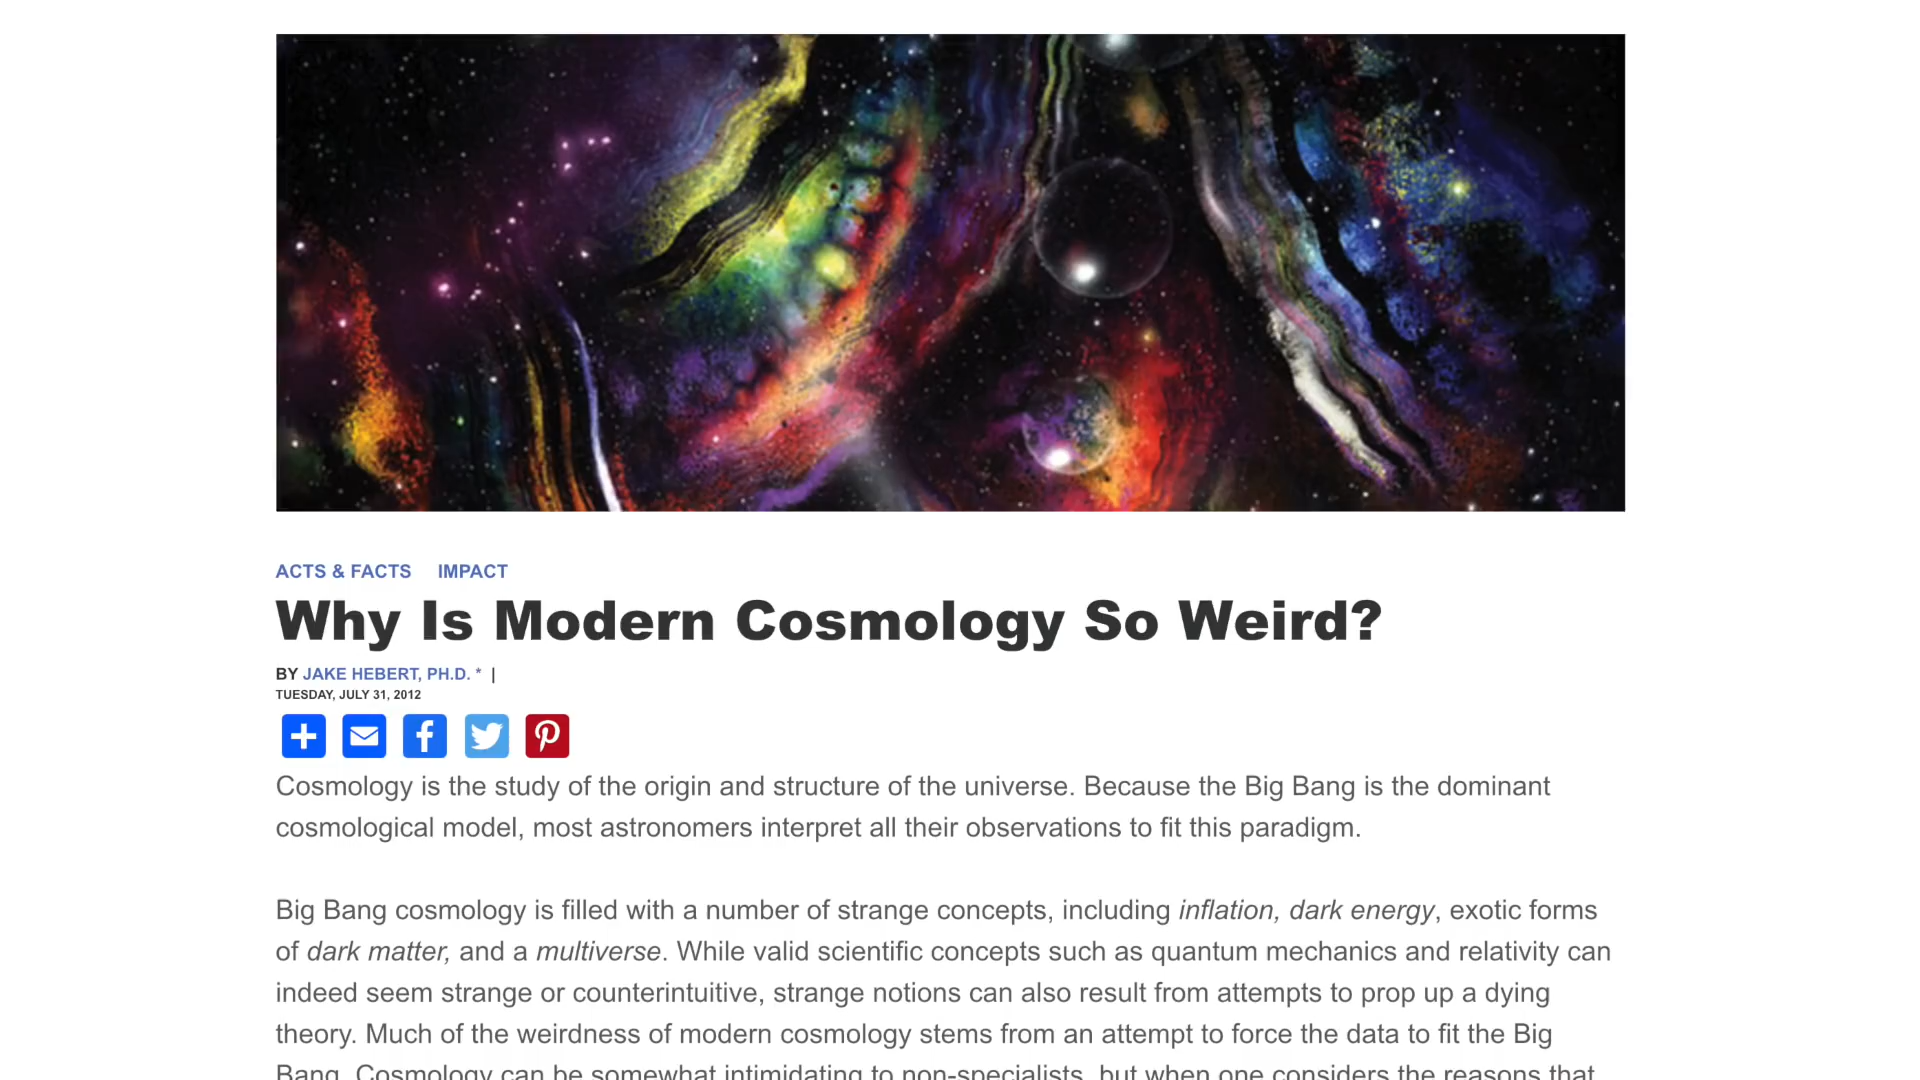 ACTS & FACTS IMPACT
Why Is Modern Cosmology So Weird?
BY JAKE HEBERT, PH.D. * |
TUESDAY, JULY 31, 2012
Cosmology is the study of the origin and structure of the universe. Because the Big Bang is the dominant
cosmological model, most astronomers interpret all their observations to fit this paradigm.
Big Bang cosmology is filled with a number of strange concepts, including inflation, dark energy, exotic forms
of dark matter, and a multiverse. While valid scientific concepts such as quantum mechanics and relativity can
indeed seem strange or counterintuitive, strange notions can also result from attempts to prop up a dying
theory. Much of the weirdness of modern cosmology stems from an attempt to force the data to fit the Big
Bang. Cosmology can be somewhat intimidating to non-specialists, but when one considers the reasons that